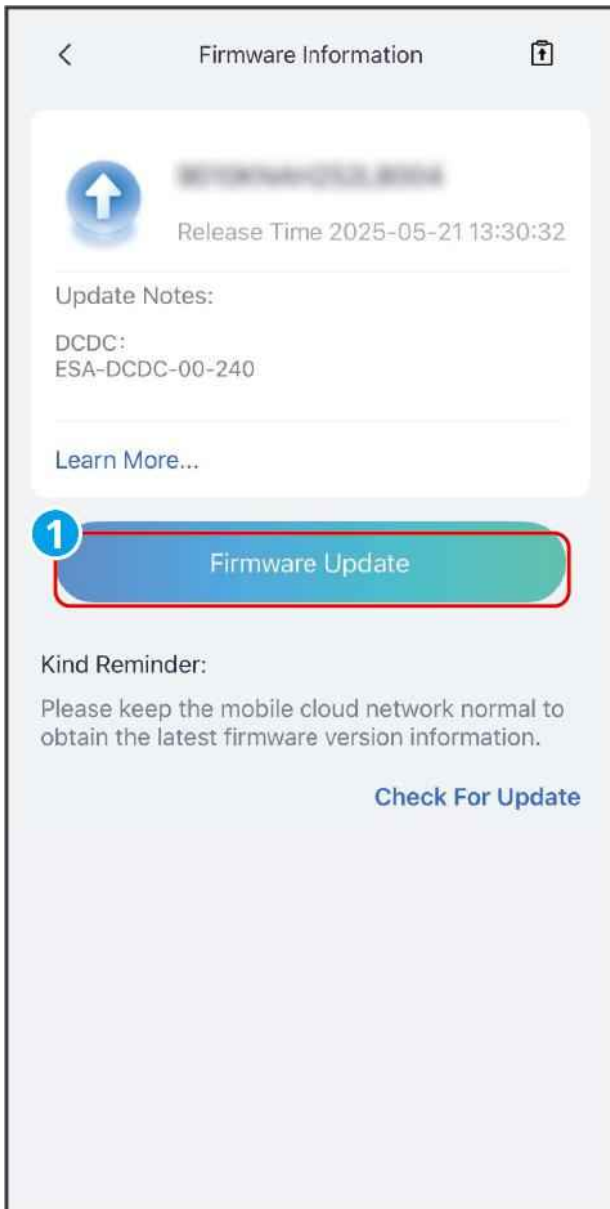 Firmware Information
Release Time 2025-05-21 13:30:32
Update Notes:
DCDC:
ESA-DCDC-00-240
Learn More...
1
Firmware Update
Kind Reminder:
Please keep the mobile cloud network normal to
obtain the latest firmware version information.
Check For Update